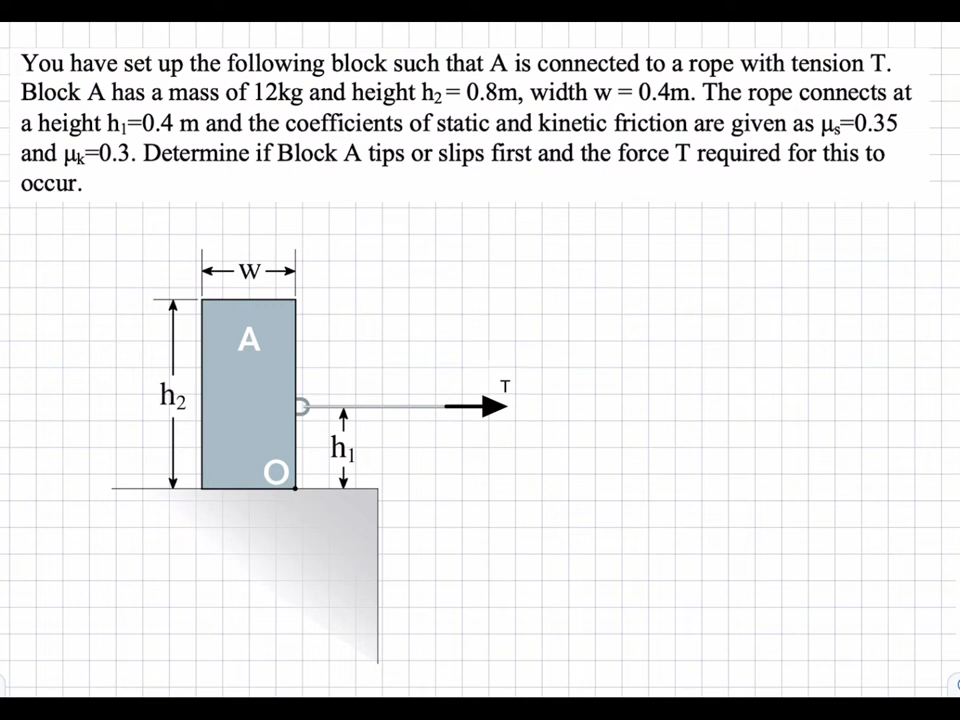 You have set up the following block such that A is connected to a rope with tension T.
Block A has a mass of 12kg and height h₂= 0.8m, width w = 0.4m. The rope connects at
a height h₁=0.4 m and the coefficients of static and kinetic friction are given as μₛ=0.35
and μₖ=0.3. Determine if Block A tips or slips first and the force T required for this to
occur.
w
A
T
h₂
h₁
O